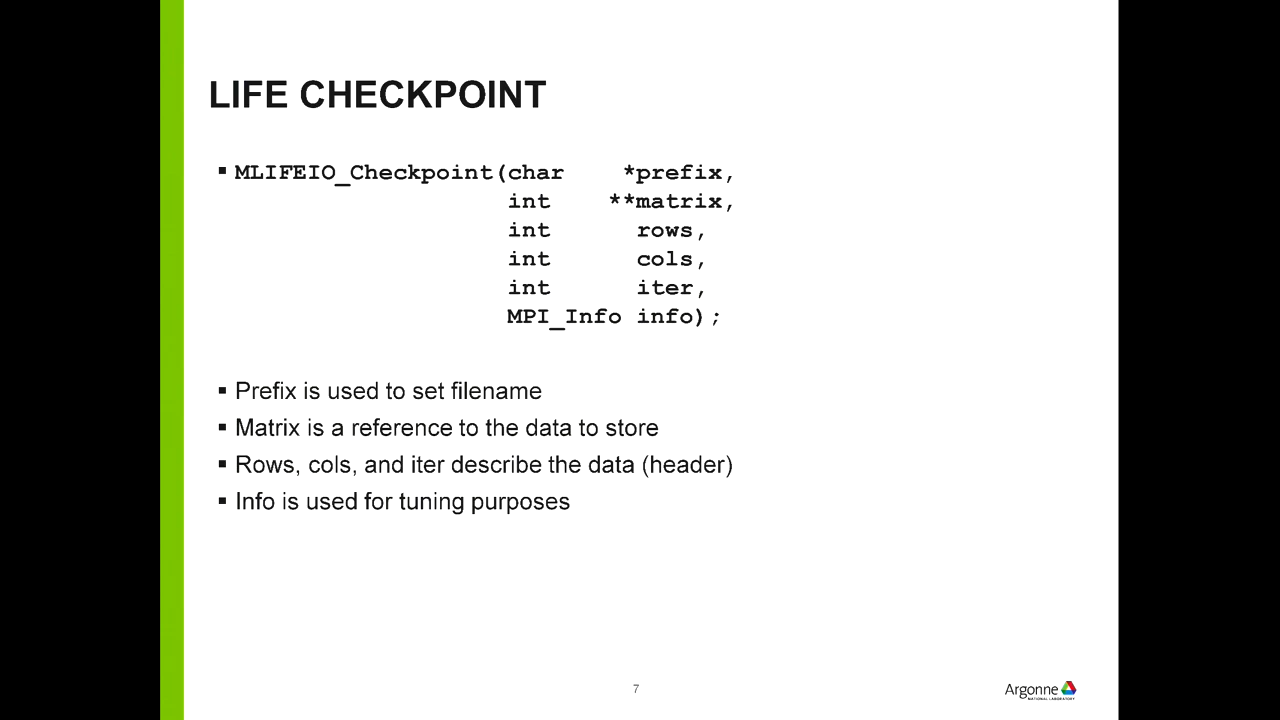 LIFE CHECKPOINT
▪ MLIFEIO_Checkpoint(char    *prefix,
int    **matrix,
int      rows,
int      cols,
int      iter,
MPI_Info info);
▪ Prefix is used to set filename
▪ Matrix is a reference to the data to store
▪ Rows, cols, and iter describe the data (header)
▪ Info is used for tuning purposes
7
Argonne
NATIONAL LABORATORY